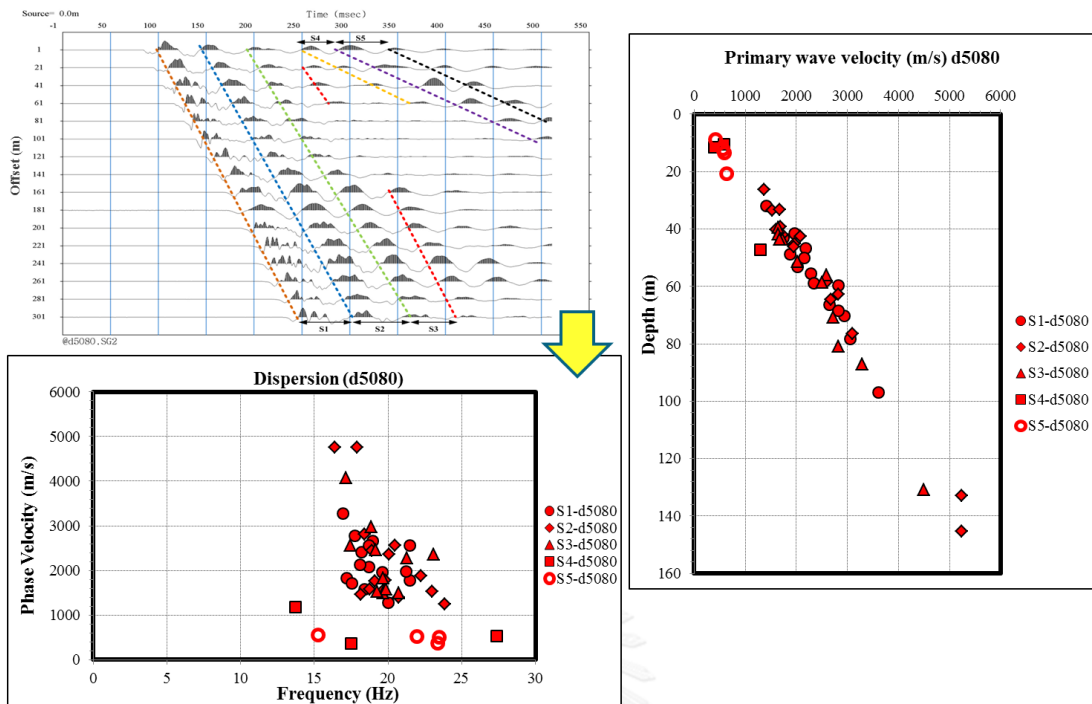 Source= 0.0m
Time (msec)
-1 50 100 150 200 250 300 350 400 450 500
S4 S5
Offset (m)
1
21
41
61
81
101
121
141
161
181
201
221
241
261
281
301
S1 S2 S3
@d5080,SG2
Dispersion (d5080)
Phase Velocity (m/s)
6000
5000
4000
3000
2000
1000
0
0 5 10 15 20 25 30
Frequency (Hz)
S1-d5080
S2-d5080
S3-d5080
S4-d5080
S5-d5080
Primary wave velocity (m/s) d5080
0 1000 2000 3000 4000 5000 6000
Depth (m)
0
20
40
60
80
100
120
140
160
S1-d5080
S2-d5080
S3-d5080
S4-d5080
S5-d5080